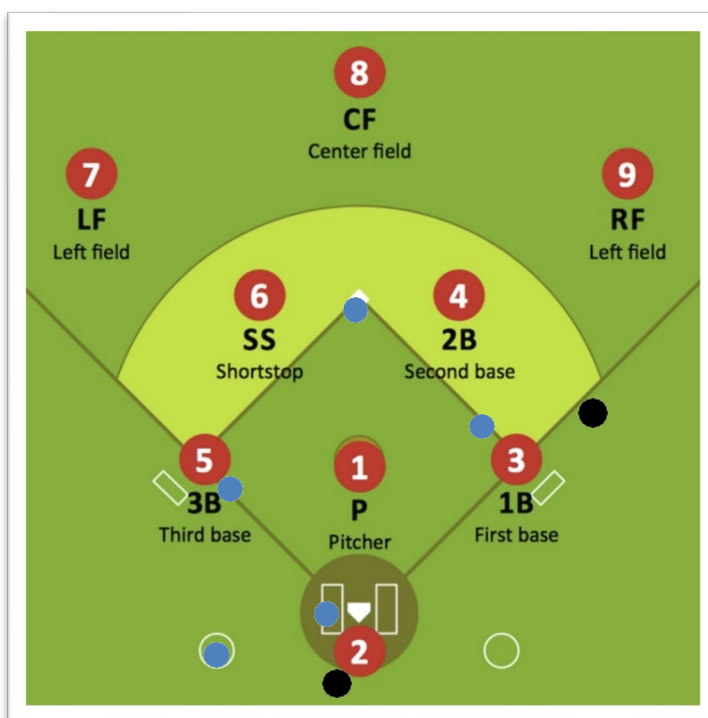 8
CF
Center field
7
LF
Left field
9
RF
Left field
6
SS
Shortstop
4
2B
Second base
5
3B
Third base
1
P
Pitcher
3
1B
First base
2